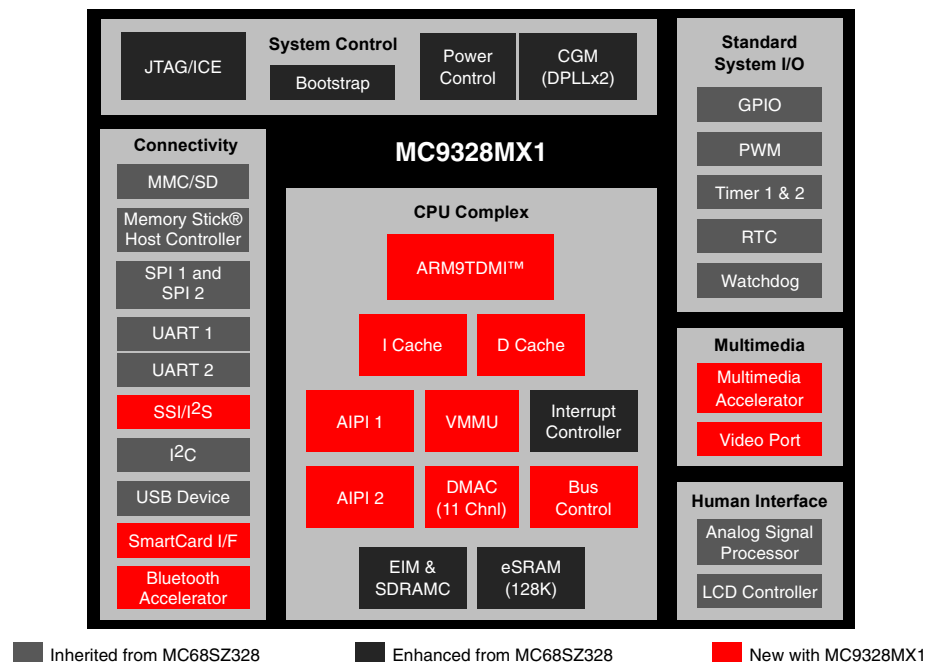 System Control
JTAG/ICE
Bootstrap
Power
Control
CGM
(DPLLx2)
Standard
System I/O
GPIO
PWM
Timer 1 & 2
RTC
Watchdog
Connectivity
MMC/SD
Memory Stick®
Host Controller
SPI 1 and
SPI 2
UART 1
UART 2
SSI/I2S
I2C
USB Device
SmartCard I/F
Bluetooth
Accelerator
MC9328MX1
CPU Complex
ARM9TDMI™
I Cache
D Cache
AIPI 1
VMMU
Interrupt
Controller
AIPI 2
DMAC
(11 Chnl)
Bus
Control
EIM &
SDRAMC
eSRAM
(128K)
Multimedia
Multimedia
Accelerator
Video Port
Human Interface
Analog Signal
Processor
LCD Controller
Inherited from MC68SZ328
Enhanced from MC68SZ328
New with MC9328MX1